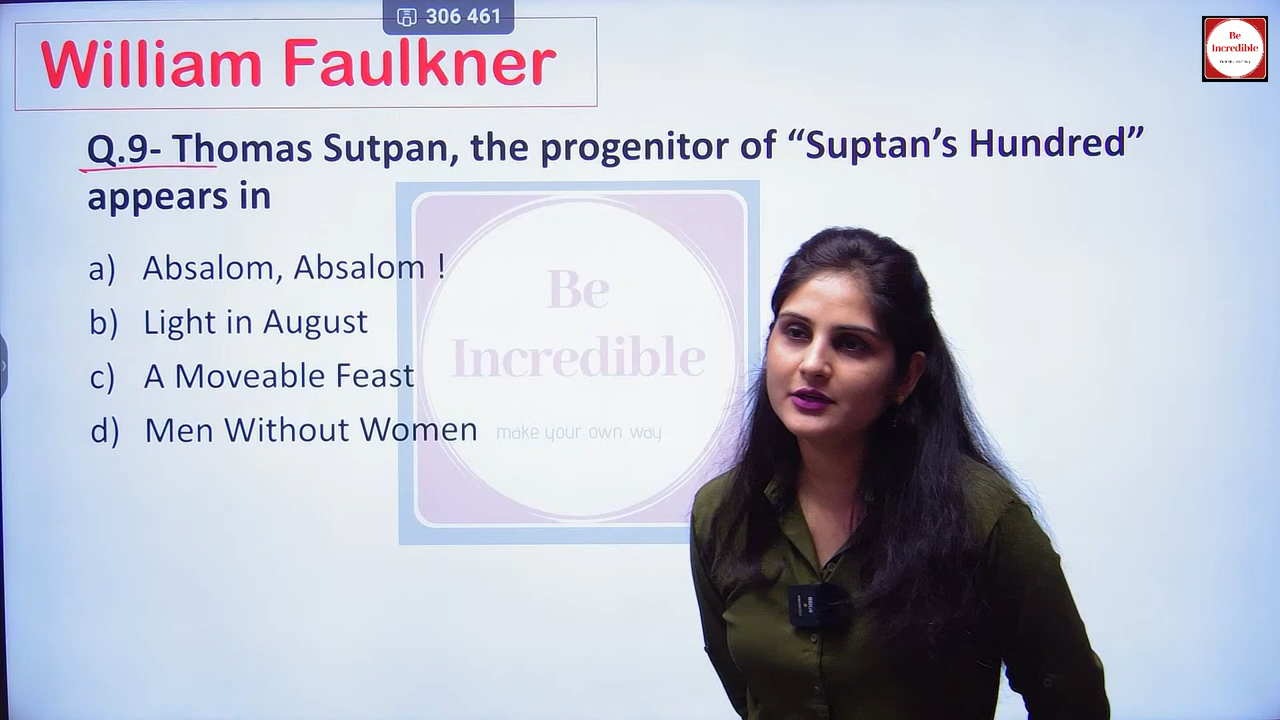 306 461
William Faulkner
Be
Incredible
Q.9- Thomas Sutpan, the progenitor of “Suptan’s Hundred”
appears in
a) Absalom, Absalom !
b) Light in August
c) A Moveable Feast
d) Men Without Women
Be
Incredible
make your own way